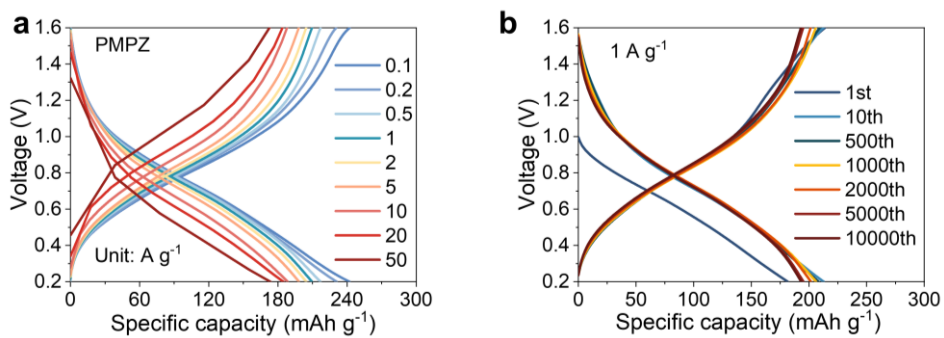 a
PMPZ
Voltage (V)
1.6
1.4
1.2
1.0
0.8
0.6
0.4
0.2
0.1
0.2
0.5
1
2
5
10
20
50
Unit: A g⁻¹
0 60 120 180 240 300
Specific capacity (mAh g⁻¹)
b
1 A g⁻¹
Voltage (V)
1.6
1.4
1.2
1.0
0.8
0.6
0.4
0.2
1st
10th
500th
1000th
2000th
5000th
10000th
0 50 100 150 200 250 300
Specific capacity (mAh g⁻¹)